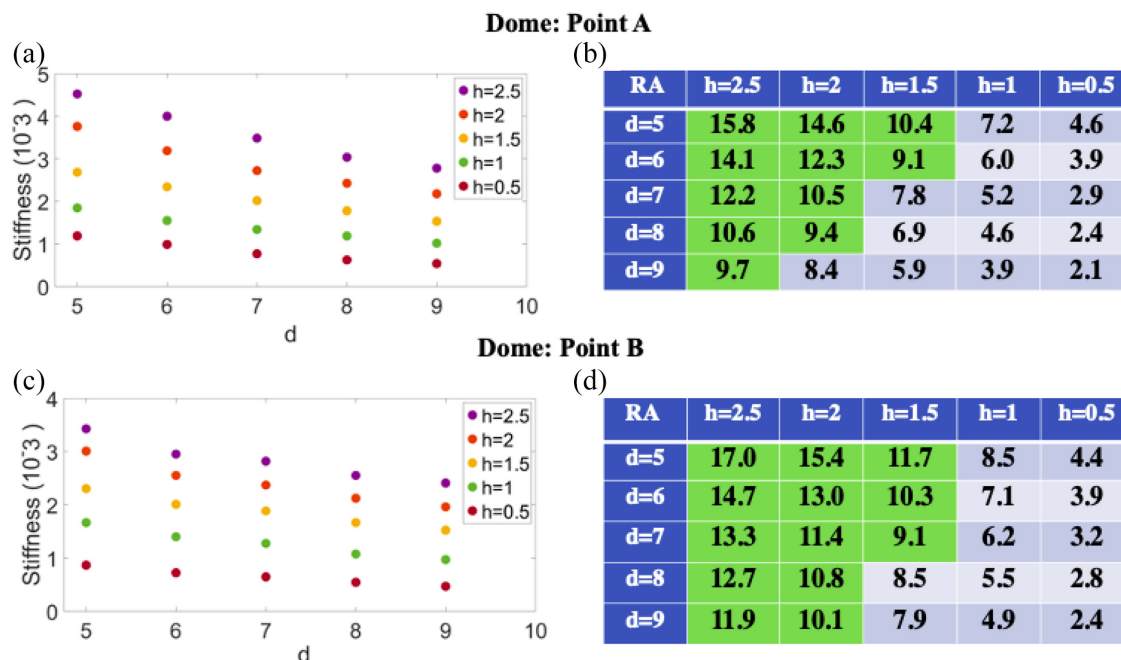 Dome: Point A
(a)
Stiffness (10⁻3)
5
4
3
2
1
0
5 6 7 8 9 10
d
h=2.5
h=2
h=1.5
h=1
h=0.5
(b)
RA h=2.5 h=2 h=1.5 h=1 h=0.5
d=5 15.8 14.6 10.4 7.2 4.6
d=6 14.1 12.3 9.1 6.0 3.9
d=7 12.2 10.5 7.8 5.2 2.9
d=8 10.6 9.4 6.9 4.6 2.4
d=9 9.7 8.4 5.9 3.9 2.1
Dome: Point B
(c)
Stiffness (10⁻3)
4
3
2
1
0
5 6 7 8 9 10
d
h=2.5
h=2
h=1.5
h=1
h=0.5
(d)
RA h=2.5 h=2 h=1.5 h=1 h=0.5
d=5 17.0 15.4 11.7 8.5 4.4
d=6 14.7 13.0 10.3 7.1 3.9
d=7 13.3 11.4 9.1 6.2 3.2
d=8 12.7 10.8 8.5 5.5 2.8
d=9 11.9 10.1 7.9 4.9 2.4